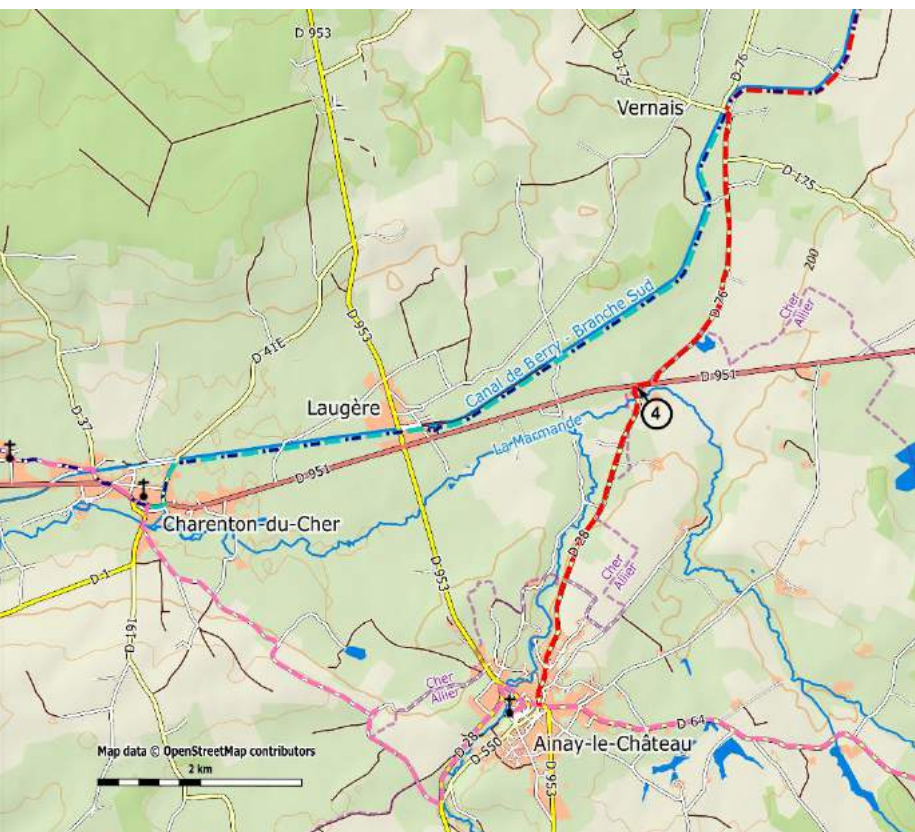 D 953
D-175
D-76
Vernais
D-175
200
Cher
Allier
D-76
Canal de Berry - Branche Sud
D-953
D-41E
D-951
Laugère
4
D-37
La Marmande
D-951
Charenton-du-Cher
D-28
D-1
D-953
Cher
Allier
D-161
Cher
Allier
D-64
Ainay-le-Château
D-28
D-550
D-953
Map data © OpenStreetMap contributors
2 km